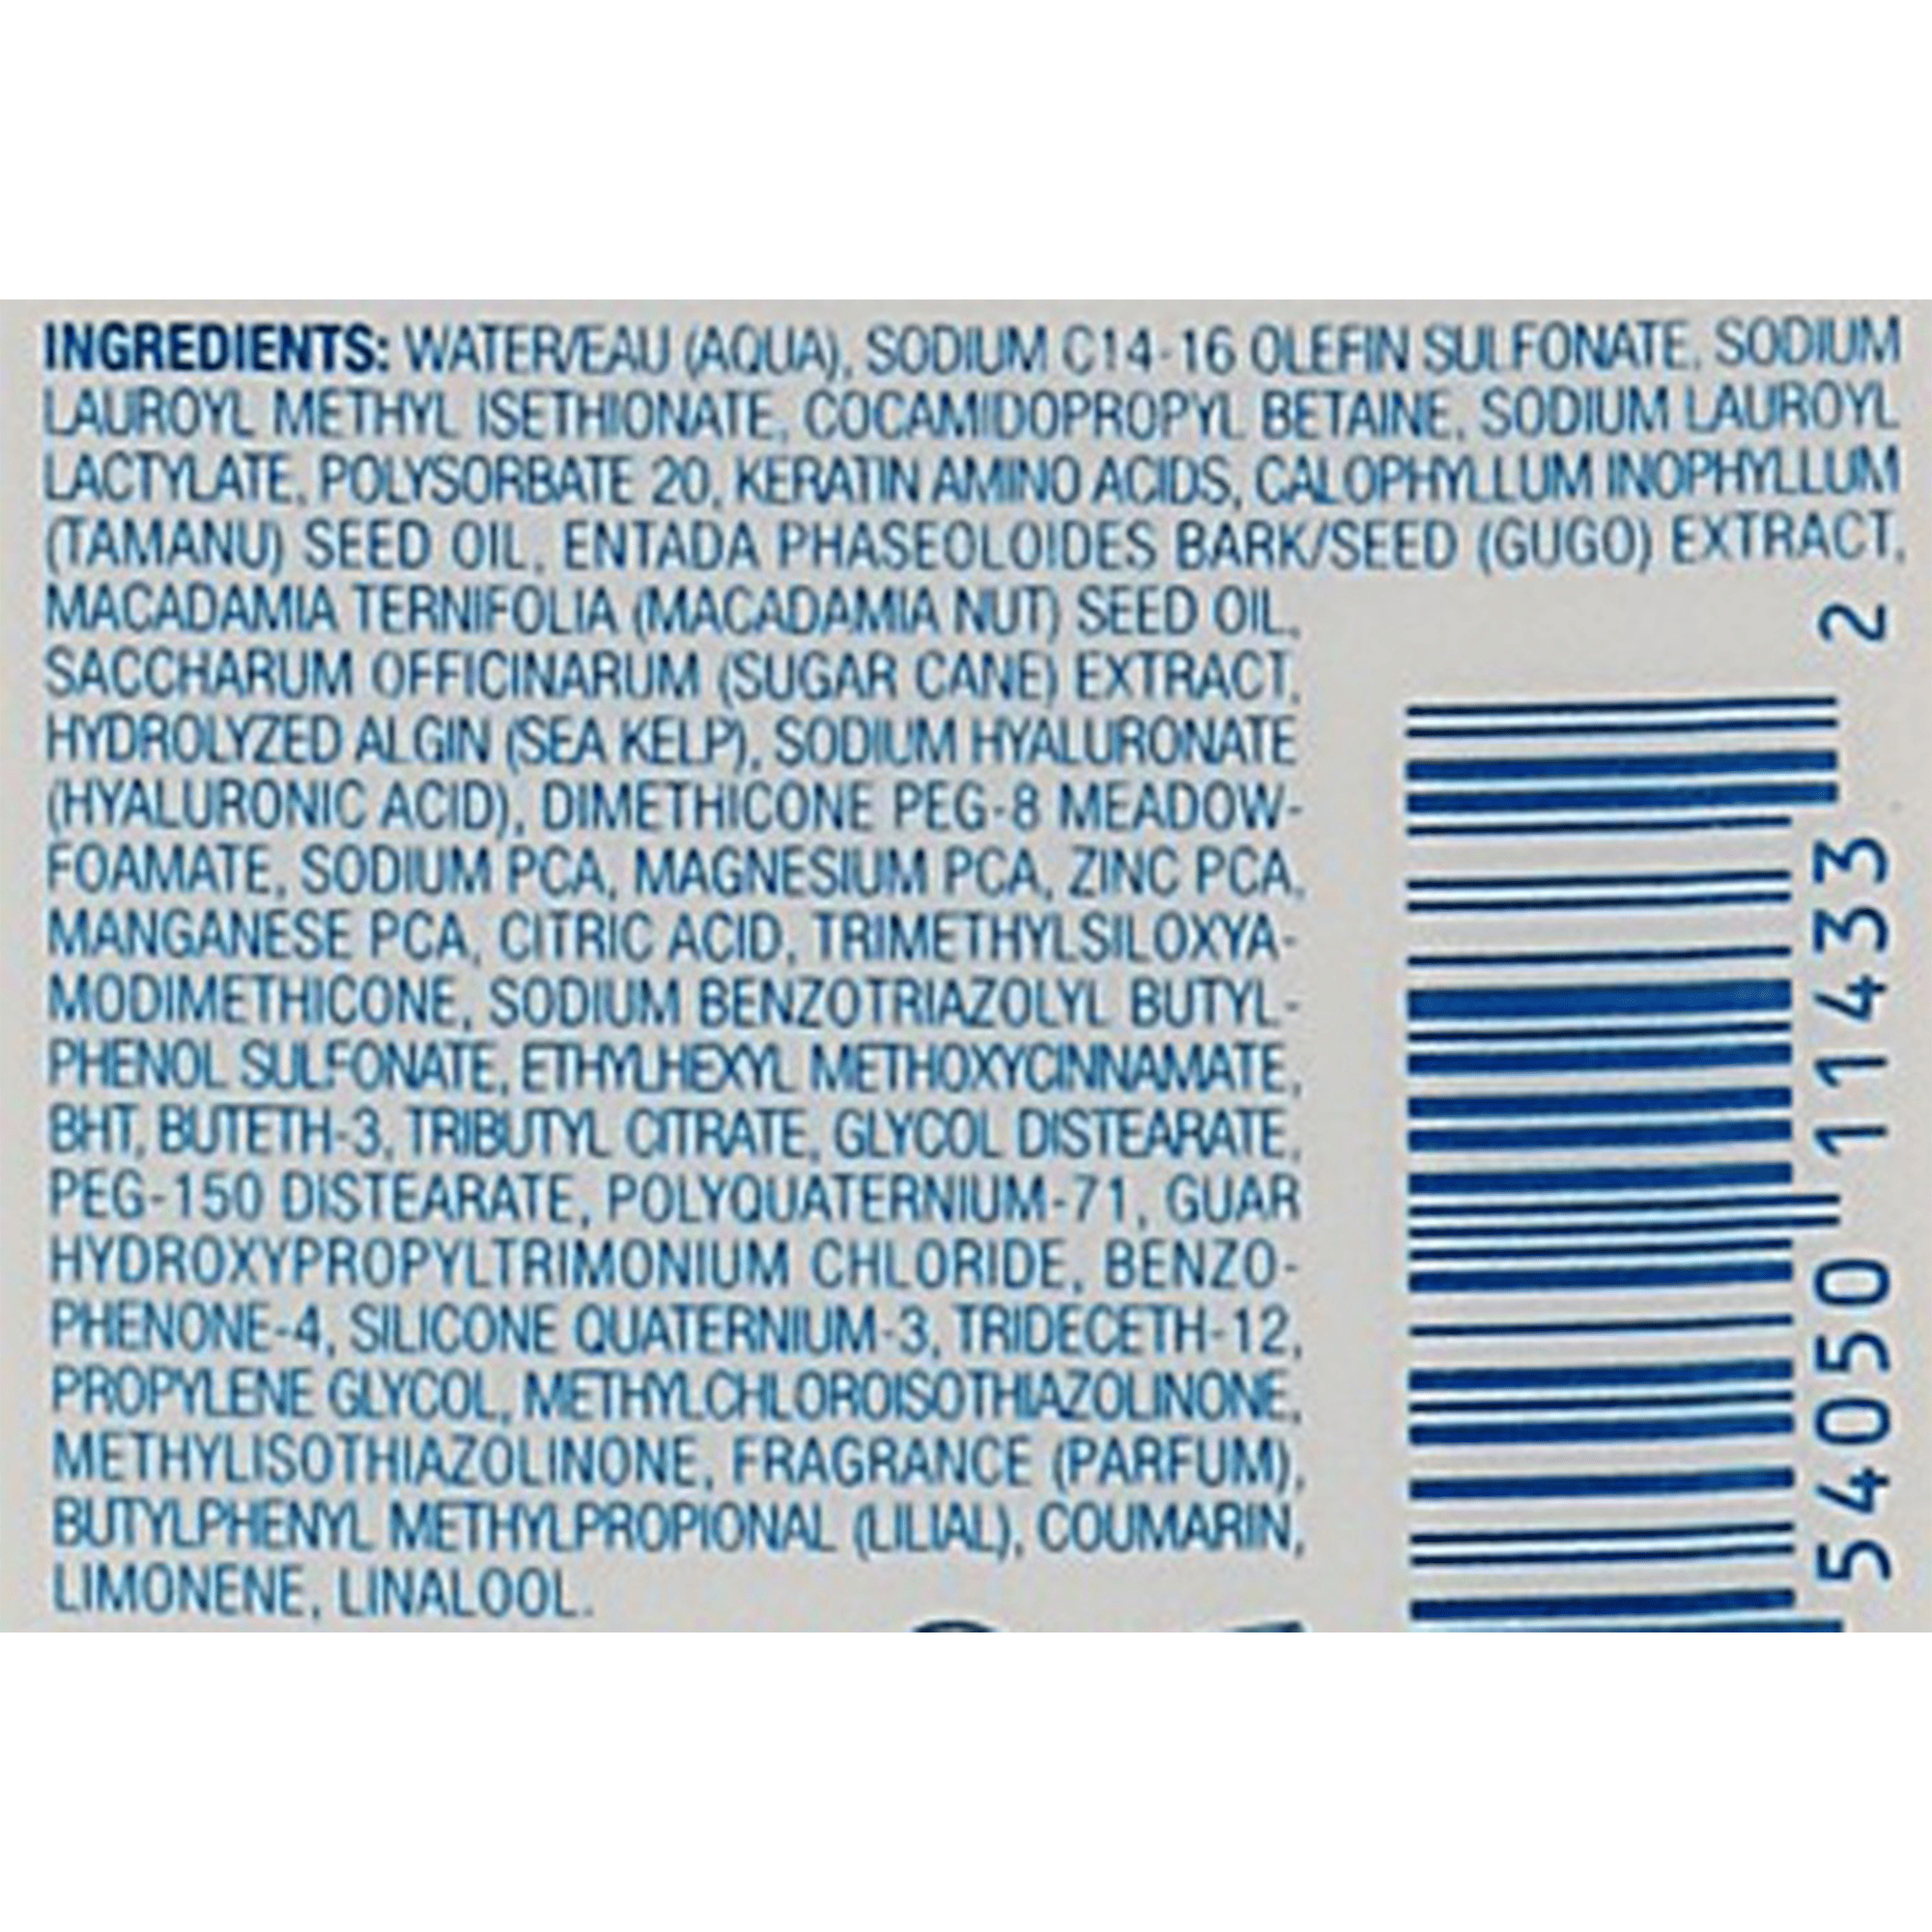 INGREDIENTS: WATER/EAU (AQUA), SODIUM C14-16 OLEFIN SULFONATE, SODIUM
LAUROYL METHYL ISETHIONATE, COCAMIDOPROPYL BETAINE, SODIUM LAUROYL
LACTYLATE, POLYSORBATE 20, KERATIN AMINO ACIDS, CALOPHYLLUM INOPHYLLUM
(TAMANU) SEED OIL, ENTADA PHASEOLOIDES BARK/SEED (GUGO) EXTRACT,
MACADAMIA TERNIFOLIA (MACADAMIA NUT) SEED OIL,
SACCHARUM OFFICINARUM (SUGAR CANE) EXTRACT,
HYDROLYZED ALGIN (SEA KELP), SODIUM HYALURONATE
(HYALURONIC ACID), DIMETHICONE PEG-8 MEADOW-
FOAMATE, SODIUM PCA, MAGNESIUM PCA, ZINC PCA,
MANGANESE PCA, CITRIC ACID, TRIMETHYLSILOXYA-
MODIMETHICONE, SODIUM BENZOTRIAZOLYL BUTYL-
PHENOL SULFONATE, ETHYLHEXYL METHOXYCINNAMATE,
BHT, BUTETH-3, TRIBUTYL CITRATE, GLYCOL DISTEARATE,
PEG-150 DISTEARATE, POLYQUATERNIUM-71, GUAR
HYDROXYPROPYLTRIMONIUM CHLORIDE, BENZO-
PHENONE-4, SILICONE QUATERNIUM-3, TRIDECETH-12,
PROPYLENE GLYCOL, METHYLCHLOROISOTHIAZOLINONE,
METHYLISOTHIAZOLINONE, FRAGRANCE (PARFUM),
BUTYLPHENYL METHYLPROPIONAL (LILIAL), COUMARIN,
LIMONENE, LINALOOL.
54050 11433 2